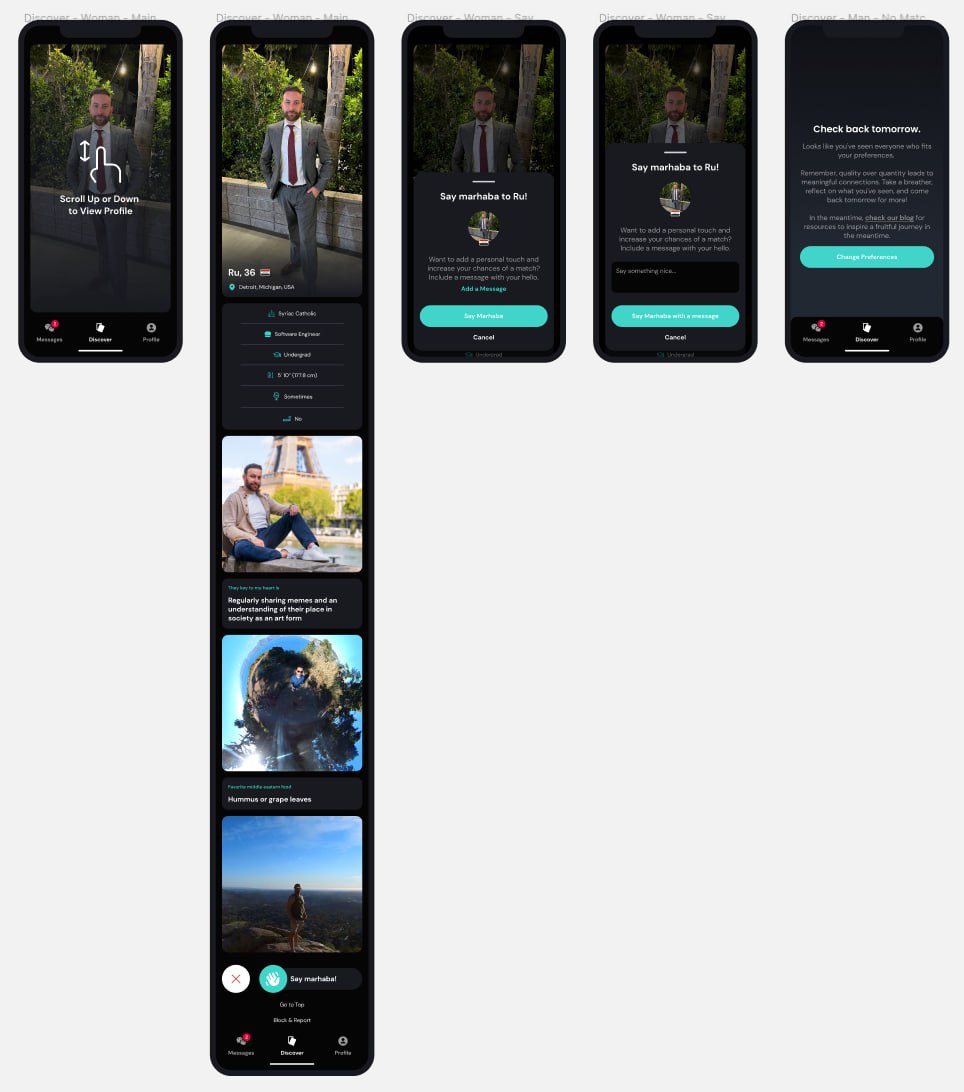 Discover - Woman - Main
Scroll Up or Down
to View Profile
Messages
2
Discover
Profile
Discover - Woman - Main
Ru, 36
Detroit, Michigan, USA
Syriac Catholic
Software Engineer
Undergrad
5' 10" (177.8 cm)
Sometimes
No
They key to my heart is
Regularly sharing memes and an
understanding of their place in
society as an art form
Favorite middle eastern food
Hummus or grape leaves
Say marhaba!
Go to Top
Block & Report
Messages
2
Discover
Profile
Discover - Woman - Say
Say marhaba to Ru!
Want to add a personal touch and
increase your chances of a match?
Include a message with your hello.
Add a Message
Say Marhaba
Cancel
Undergrad
Discover - Woman - Say
Say marhaba to Ru!
Want to add a personal touch and
increase your chances of a match?
Include a message with your hello.
Say something nice...
Say Marhaba with a message
Cancel
Undergrad
Discover - Man - No Matc
Check back tomorrow.
Looks like you've seen everyone who fits
your preferences.
Remember, quality over quantity leads to
meaningful connections. Take a breather,
reflect on what you've seen, and come
back tomorrow for more!
In the meantime, check our blog for
resources to inspire a fruitful journey in
the meantime.
Change Preferences
Messages
2
Discover
Profile